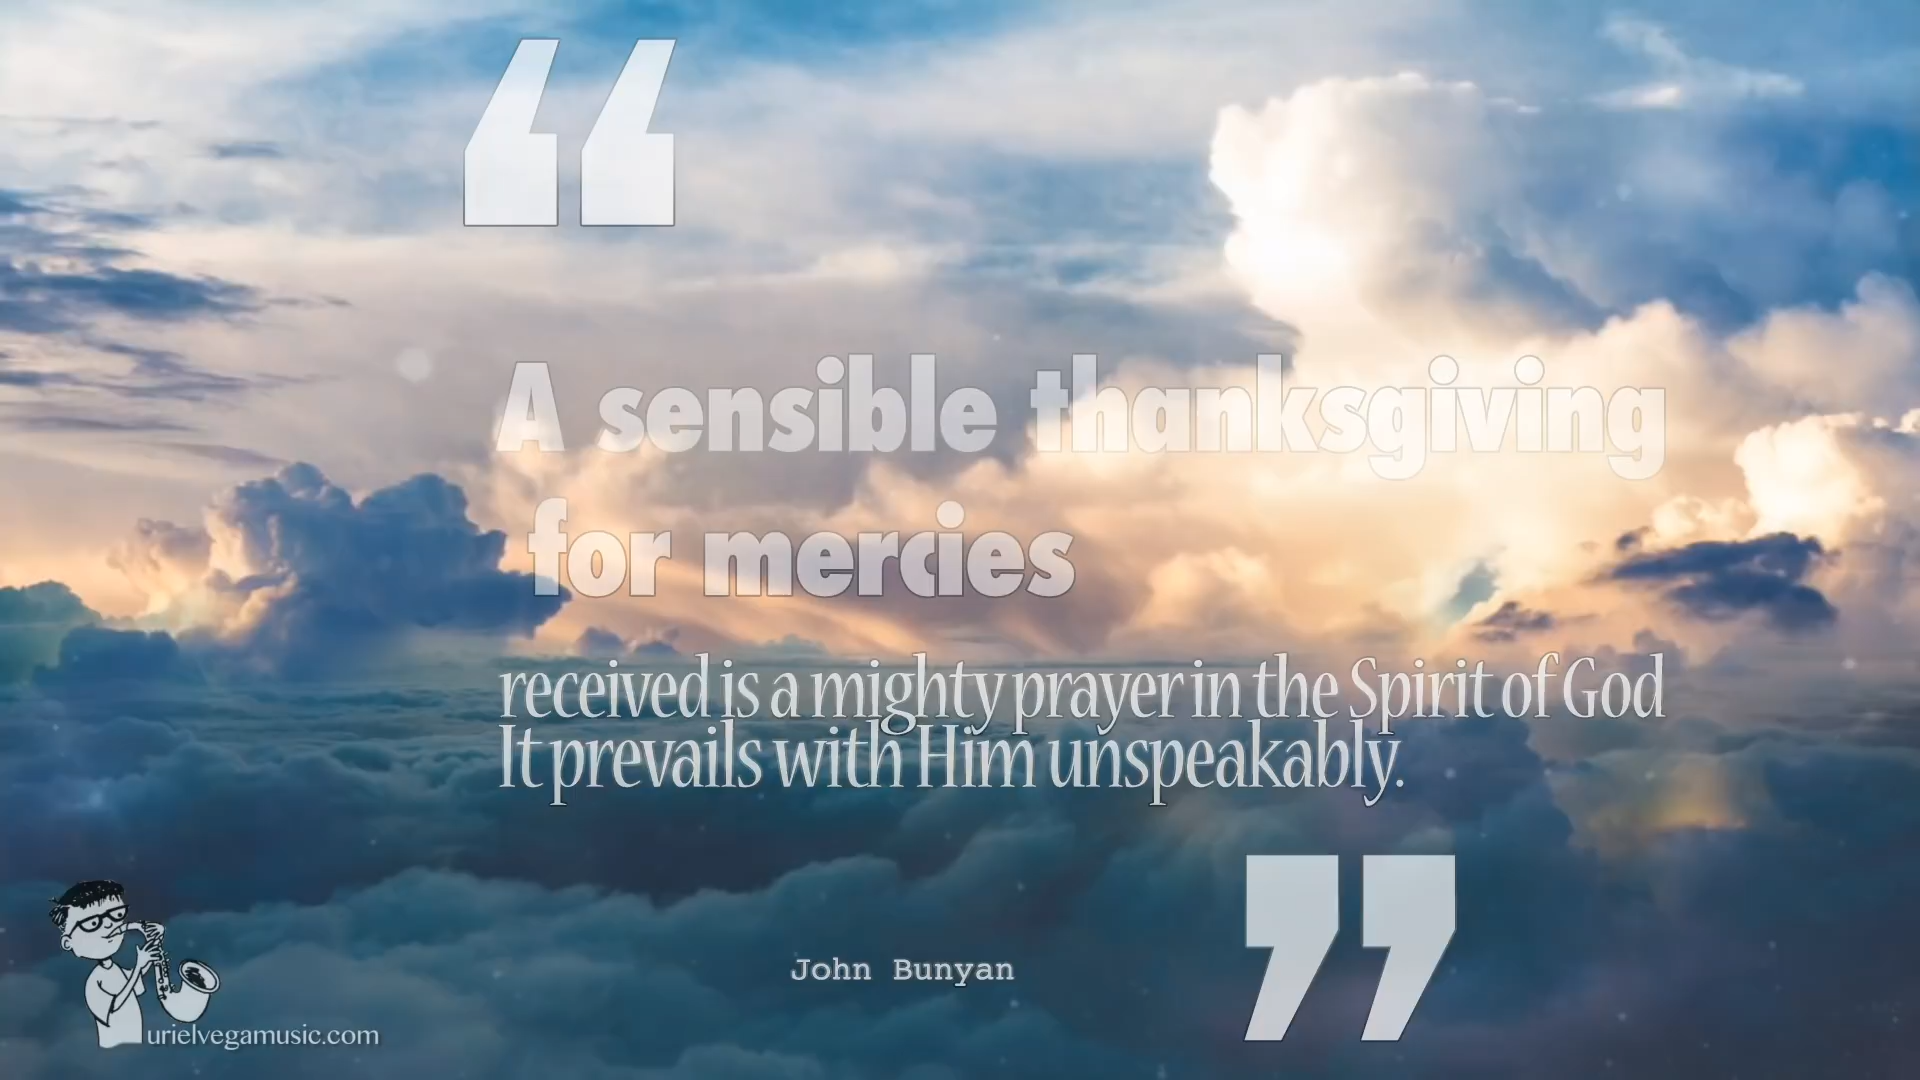 “
A sensible thanksgiving
for mercies
received is a mighty prayer in the Spirit of God
It prevails with Him unspeakably.
”
John Bunyan
urielvegamusic.com